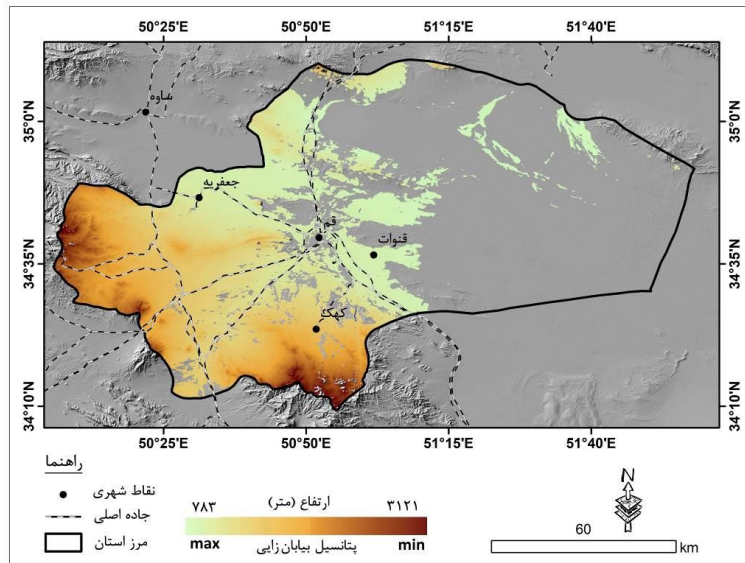 50°25'E 50°50'E 51°15'E 51°40'E
35°0'N 35°0'N
ساوه
جعفریه
قم
قنوات
34°35'N 34°35'N
کهک
34°10'N 34°10'N
50°25'E 50°50'E 51°15'E 51°40'E
راهنما
نقاط شهری
جاده اصلی
مرز استان
۷۸۳ ارتفاع (متر) ۳۱۲۱
max پتانسیل بیابان زایی min
N
60
km